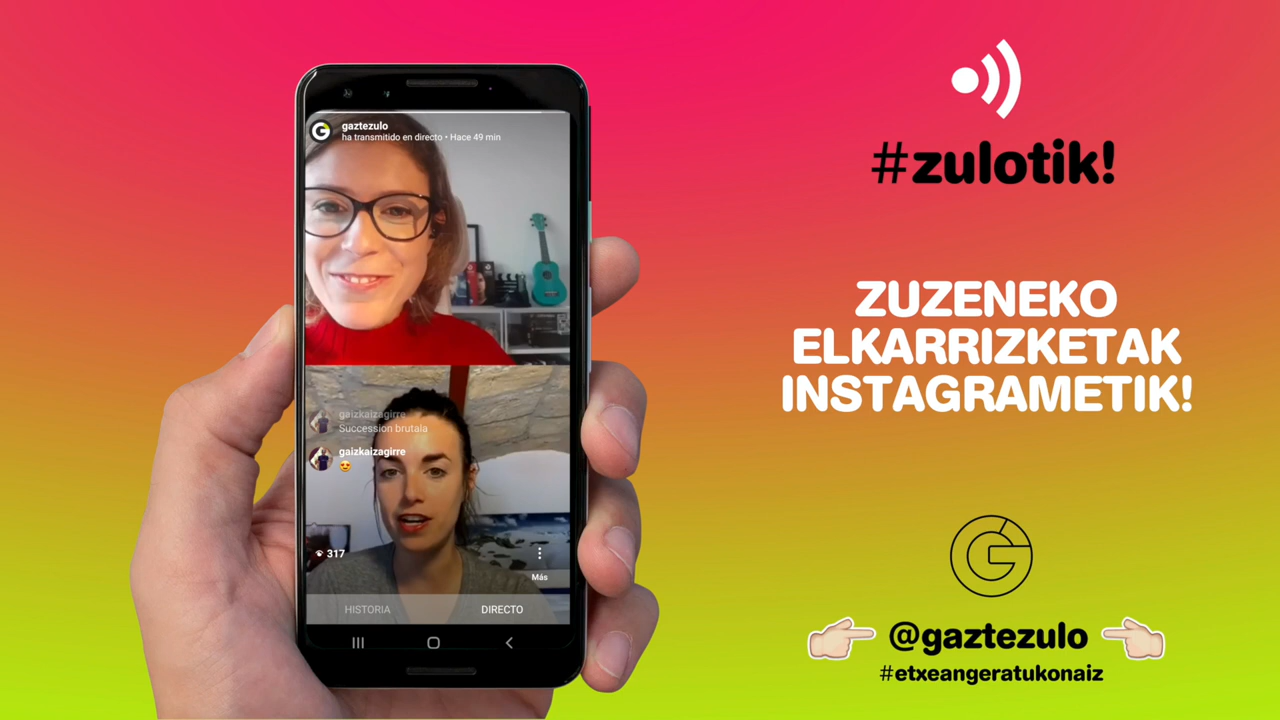 gaztezulo
ha transmitido en directo • Hace 49 min
gaizkaizagirre
Succession brutala
gaizkaizagirre
😍
317
Más
HISTORIA
DIRECTO
#zulotik!
ZUZENEKO
ELKARRIZKETAK
INSTAGRAMETIK!
@gaztezulo
#etxeangeratukonaiz